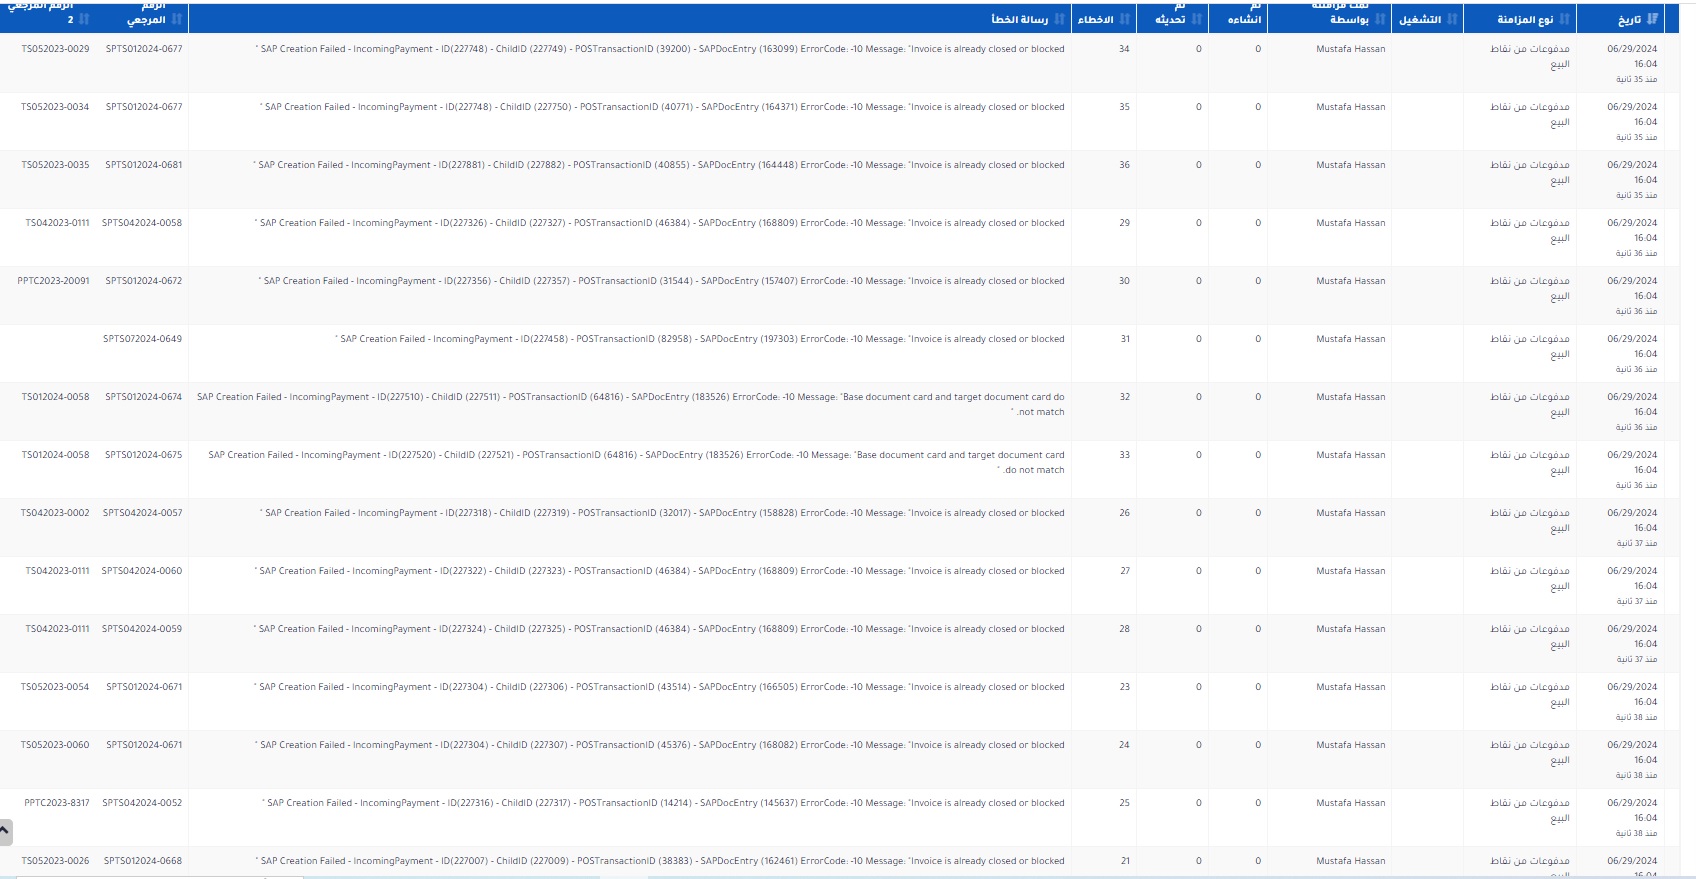 تاريخ
نوع المزامنة
التشغيل
تمت مزامنته بواسطة
تم انشاءه
تم تحديثه
الاخطاء
رسالة الخطأ
الرقم المرجعي
الرقم المرجعي 2
06/29/2024 16:04 منذ 35 ثانية مدفوعات من نقاط البيع Mustafa Hassan 0 0 34 SAP Creation Failed - IncomingPayment - ID(227748) - ChildID (227749) - POSTransactionID (39200) - SAPDocEntry (163099) ErrorCode: -10 Message: "Invoice is already closed or blocked " SPTS012024-0677 TS052023-0029
06/29/2024 16:04 منذ 35 ثانية مدفوعات من نقاط البيع Mustafa Hassan 0 0 35 SAP Creation Failed - IncomingPayment - ID(227748) - ChildID (227750) - POSTransactionID (40771) - SAPDocEntry (164371) ErrorCode: -10 Message: "Invoice is already closed or blocked " SPTS012024-0677 TS052023-0034
06/29/2024 16:04 منذ 35 ثانية مدفوعات من نقاط البيع Mustafa Hassan 0 0 36 SAP Creation Failed - IncomingPayment - ID(227881) - ChildID (227882) - POSTransactionID (40855) - SAPDocEntry (164448) ErrorCode: -10 Message: "Invoice is already closed or blocked " SPTS012024-0681 TS052023-0035
06/29/2024 16:04 منذ 36 ثانية مدفوعات من نقاط البيع Mustafa Hassan 0 0 29 SAP Creation Failed - IncomingPayment - ID(227326) - ChildID (227327) - POSTransactionID (46384) - SAPDocEntry (168809) ErrorCode: -10 Message: "Invoice is already closed or blocked " SPTS042024-0058 TS042023-0111
06/29/2024 16:04 منذ 36 ثانية مدفوعات من نقاط البيع Mustafa Hassan 0 0 30 SAP Creation Failed - IncomingPayment - ID(227356) - ChildID (227357) - POSTransactionID (31544) - SAPDocEntry (157407) ErrorCode: -10 Message: "Invoice is already closed or blocked " SPTS012024-0672 PPTC2023-20091
06/29/2024 16:04 منذ 36 ثانية مدفوعات من نقاط البيع Mustafa Hassan 0 0 31 SAP Creation Failed - IncomingPayment - ID(227458) - POSTransactionID (82958) - SAPDocEntry (197303) ErrorCode: -10 Message: "Invoice is already closed or blocked " SPTS072024-0649
06/29/2024 16:04 منذ 36 ثانية مدفوعات من نقاط البيع Mustafa Hassan 0 0 32 SAP Creation Failed - IncomingPayment - ID(227510) - ChildID (227511) - POSTransactionID (64816) - SAPDocEntry (183526) ErrorCode: -10 Message: "Base document card and target document card do not match. " SPTS012024-0674 TS012024-0058
06/29/2024 16:04 منذ 36 ثانية مدفوعات من نقاط البيع Mustafa Hassan 0 0 33 SAP Creation Failed - IncomingPayment - ID(227520) - ChildID (227521) - POSTransactionID (64816) - SAPDocEntry (183526) ErrorCode: -10 Message: "Base document card and target document card do not match. " SPTS012024-0675 TS012024-0058
06/29/2024 16:04 منذ 37 ثانية مدفوعات من نقاط البيع Mustafa Hassan 0 0 26 SAP Creation Failed - IncomingPayment - ID(227318) - ChildID (227319) - POSTransactionID (32017) - SAPDocEntry (158828) ErrorCode: -10 Message: "Invoice is already closed or blocked " SPTS042024-0057 TS042023-0002
06/29/2024 16:04 منذ 37 ثانية مدفوعات من نقاط البيع Mustafa Hassan 0 0 27 SAP Creation Failed - IncomingPayment - ID(227322) - ChildID (227323) - POSTransactionID (46384) - SAPDocEntry (168809) ErrorCode: -10 Message: "Invoice is already closed or blocked " SPTS042024-0060 TS042023-0111
06/29/2024 16:04 منذ 37 ثانية مدفوعات من نقاط البيع Mustafa Hassan 0 0 28 SAP Creation Failed - IncomingPayment - ID(227324) - ChildID (227325) - POSTransactionID (46384) - SAPDocEntry (168809) ErrorCode: -10 Message: "Invoice is already closed or blocked " SPTS042024-0059 TS042023-0111
06/29/2024 16:04 منذ 38 ثانية مدفوعات من نقاط البيع Mustafa Hassan 0 0 23 SAP Creation Failed - IncomingPayment - ID(227304) - ChildID (227306) - POSTransactionID (43514) - SAPDocEntry (166505) ErrorCode: -10 Message: "Invoice is already closed or blocked " SPTS012024-0671 TS052023-0054
06/29/2024 16:04 منذ 38 ثانية مدفوعات من نقاط البيع Mustafa Hassan 0 0 24 SAP Creation Failed - IncomingPayment - ID(227304) - ChildID (227307) - POSTransactionID (45376) - SAPDocEntry (168082) ErrorCode: -10 Message: "Invoice is already closed or blocked " SPTS012024-0671 TS052023-0060
06/29/2024 16:04 منذ 38 ثانية مدفوعات من نقاط البيع Mustafa Hassan 0 0 25 SAP Creation Failed - IncomingPayment - ID(227316) - ChildID (227317) - POSTransactionID (14214) - SAPDocEntry (145637) ErrorCode: -10 Message: "Invoice is already closed or blocked " SPTS042024-0052 PPTC2023-8317
06/29/2024 16:04 مدفوعات من نقاط البيع Mustafa Hassan 0 0 21 SAP Creation Failed - IncomingPayment - ID(227007) - ChildID (227009) - POSTransactionID (38383) - SAPDocEntry (162461) ErrorCode: -10 Message: "Invoice is already closed or blocked " SPTS012024-0668 TS052023-0026